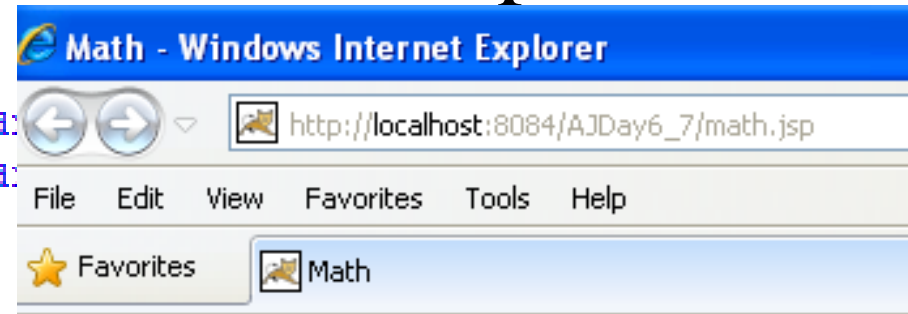 Math - Windows Internet Explorer
http://localhost:8084/AJDay6_7/math.jsp
File Edit View Favorites Tools Help
Favorites Math